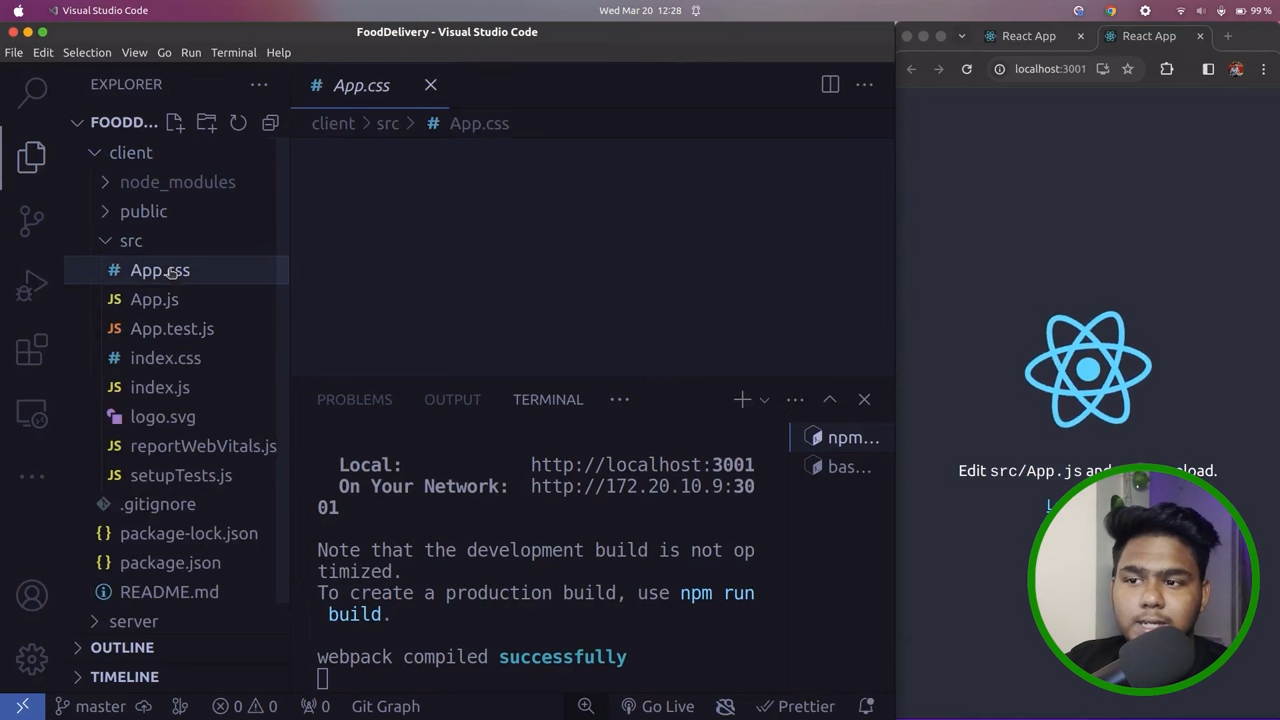 Visual Studio Code
Wed Mar 20 12:28
99 %
FoodDelivery - Visual Studio Code
File Edit Selection View Go Run Terminal Help
React App
React App
localhost:3001
EXPLORER
FOODD...
client
node_modules
public
src
# App.css
JS App.js
JS App.test.js
# index.css
JS index.js
logo.svg
JS reportWebVitals.js
JS setupTests.js
.gitignore
{ } package-lock.json
{ } package.json
README.md
server
OUTLINE
TIMELINE
# App.css
client > src > # App.css
PROBLEMS OUTPUT TERMINAL
npm...
bas...
Local: http://localhost:3001
On Your Network: http://172.20.10.9:30
01
Note that the development build is not op
timized.
To create a production build, use npm run
build.
webpack compiled successfully
Edit src/App.js and
load.
master
0 0
0
Git Graph
Go Live
Prettier